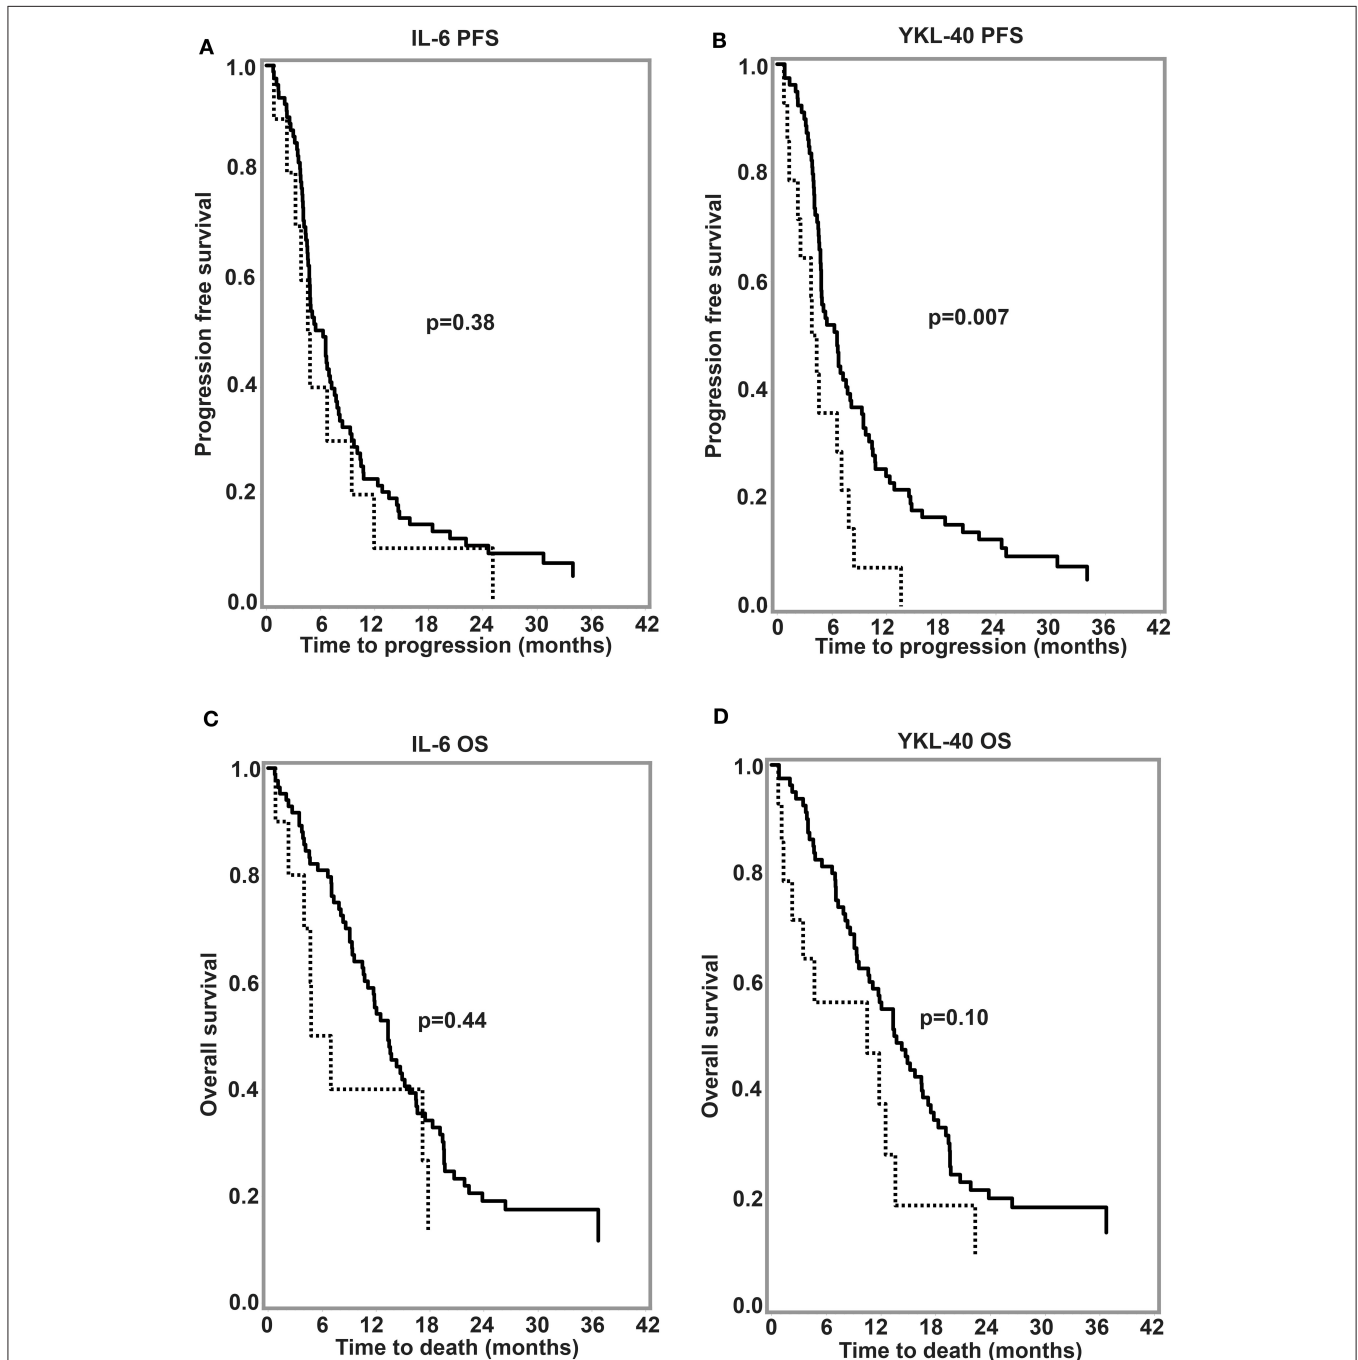 A
IL-6 PFS
1.0
0.8
0.6
0.4
0.2
0.0
Progression free survival
p=0.38
0 6 12 18 24 30 36 42
Time to progression (months)
B
YKL-40 PFS
1.0
0.8
0.6
0.4
0.2
0.0
Progression free survival
p=0.007
0 6 12 18 24 30 36 42
Time to progression (months)
C
IL-6 OS
1.0
0.8
0.6
0.4
0.2
0.0
Overall survival
p=0.44
0 6 12 18 24 30 36 42
Time to death (months)
D
YKL-40 OS
1.0
0.8
0.6
0.4
0.2
0.0
Overall survival
p=0.10
0 6 12 18 24 30 36 42
Time to death (months)